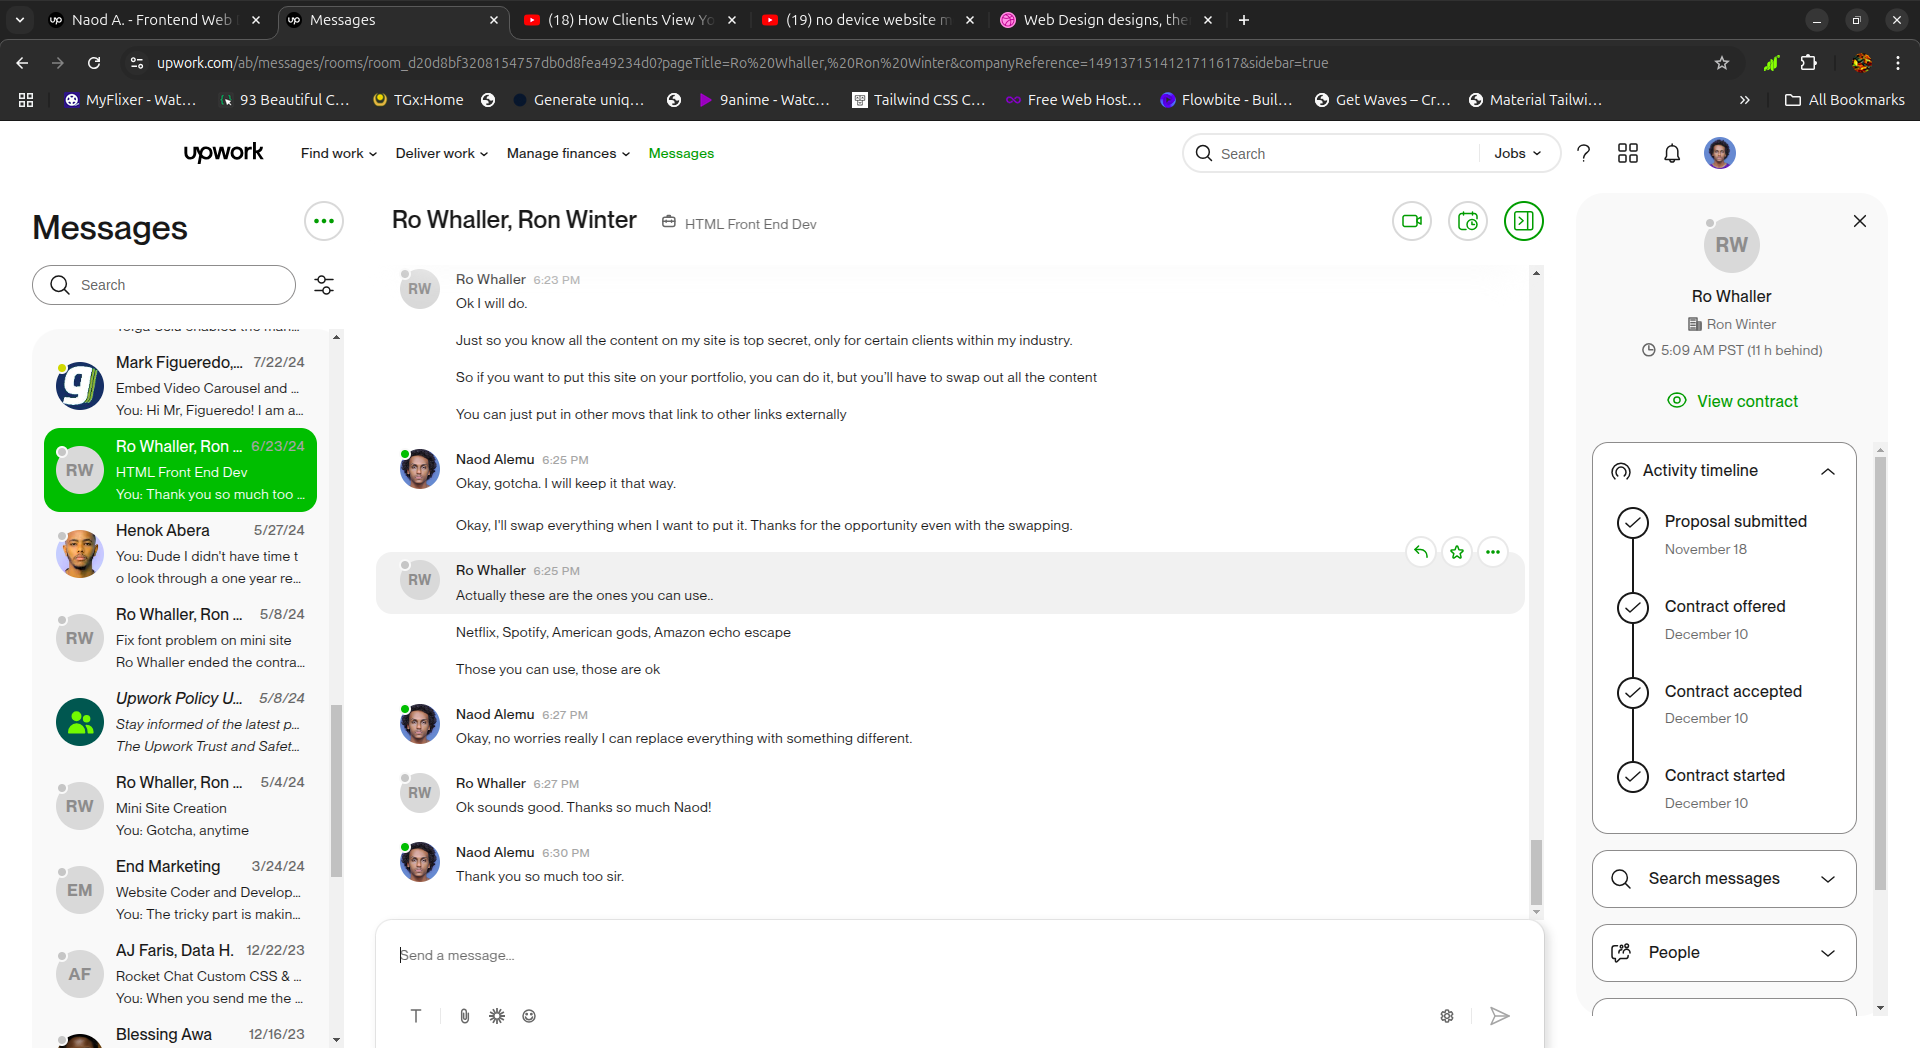 Naod A. - Frontend Web
Messages
(18) How Clients View Yo
(19) no device website m
Web Design designs, the
upwork.com/ab/messages/rooms/room_d20d8bf3208154757db0d8fea49234d0?pageTitle=Ro%20Whaller,%20Ron%20Winter&companyReference=1491371514121711617&sidebar=true
MyFlixer - Wat...
93 Beautiful C...
TGx:Home
Generate uniq...
9anime - Watc...
Tailwind CSS C...
Free Web Host...
Flowbite - Buil...
Get Waves – Cr...
Material Tailwi...
All Bookmarks
upwork
Find work
Deliver work
Manage finances
Messages
Search
Jobs
Messages
Search
Mark Figueredo,... 7/22/24
Embed Video Carousel and ...
You: Hi Mr, Figueredo! I am a...
RW
Ro Whaller, Ron ... 6/23/24
HTML Front End Dev
You: Thank you so much too ...
Henok Abera 5/27/24
You: Dude I didn't have time t
o look through a one year re...
RW
Ro Whaller, Ron ... 5/8/24
Fix font problem on mini site
Ro Whaller ended the contra...
Upwork Policy U... 5/8/24
Stay informed of the latest p...
The Upwork Trust and Safet...
RW
Ro Whaller, Ron ... 5/4/24
Mini Site Creation
You: Gotcha, anytime
EM
End Marketing 3/24/24
Website Coder and Develop...
You: The tricky part is makin...
AF
AJ Faris, Data H. 12/22/23
Rocket Chat Custom CSS & ...
You: When you send me the ...
Blessing Awa 12/16/23
Ro Whaller, Ron Winter
HTML Front End Dev
RW
Ro Whaller 6:23 PM
Ok I will do.
Just so you know all the content on my site is top secret, only for certain clients within my industry.
So if you want to put this site on your portfolio, you can do it, but you'll have to swap out all the content
You can just put in other movs that link to other links externally
Naod Alemu 6:25 PM
Okay, gotcha. I will keep it that way.
Okay, I'll swap everything when I want to put it. Thanks for the opportunity even with the swapping.
RW
Ro Whaller 6:25 PM
Actually these are the ones you can use..
Netflix, Spotify, American gods, Amazon echo escape
Those you can use, those are ok
Naod Alemu 6:27 PM
Okay, no worries really I can replace everything with something different.
RW
Ro Whaller 6:27 PM
Ok sounds good. Thanks so much Naod!
Naod Alemu 6:30 PM
Thank you so much too sir.
Send a message...
RW
Ro Whaller
Ron Winter
5:09 AM PST (11 h behind)
View contract
Activity timeline
Proposal submitted
November 18
Contract offered
December 10
Contract accepted
December 10
Contract started
December 10
Search messages
People